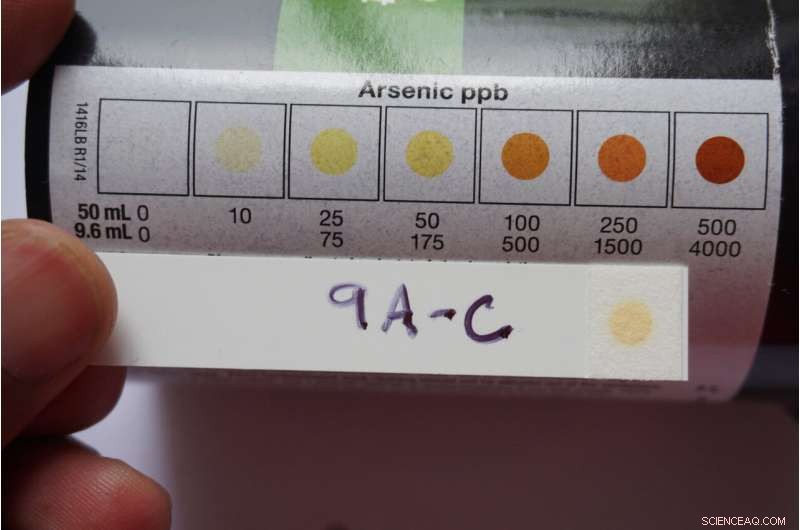 Arsenic ppb
1416LB R1/14
50 mL 0 10 25 50 100 250 500
9.6 mL 0 75 175 500 1500 4000
9A-C
SCIENCEAQ.COM